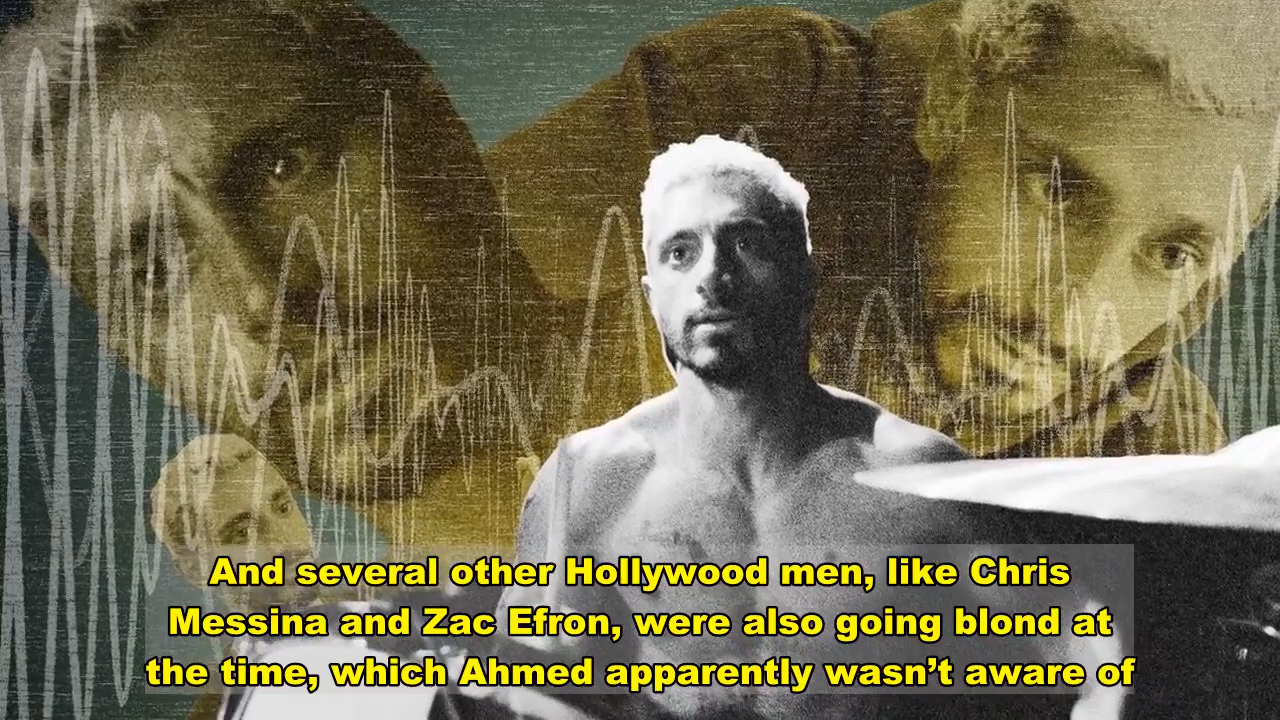 And several other Hollywood men, like Chris
Messina and Zac Efron, were also going blond at
the time, which Ahmed apparently wasn’t aware of